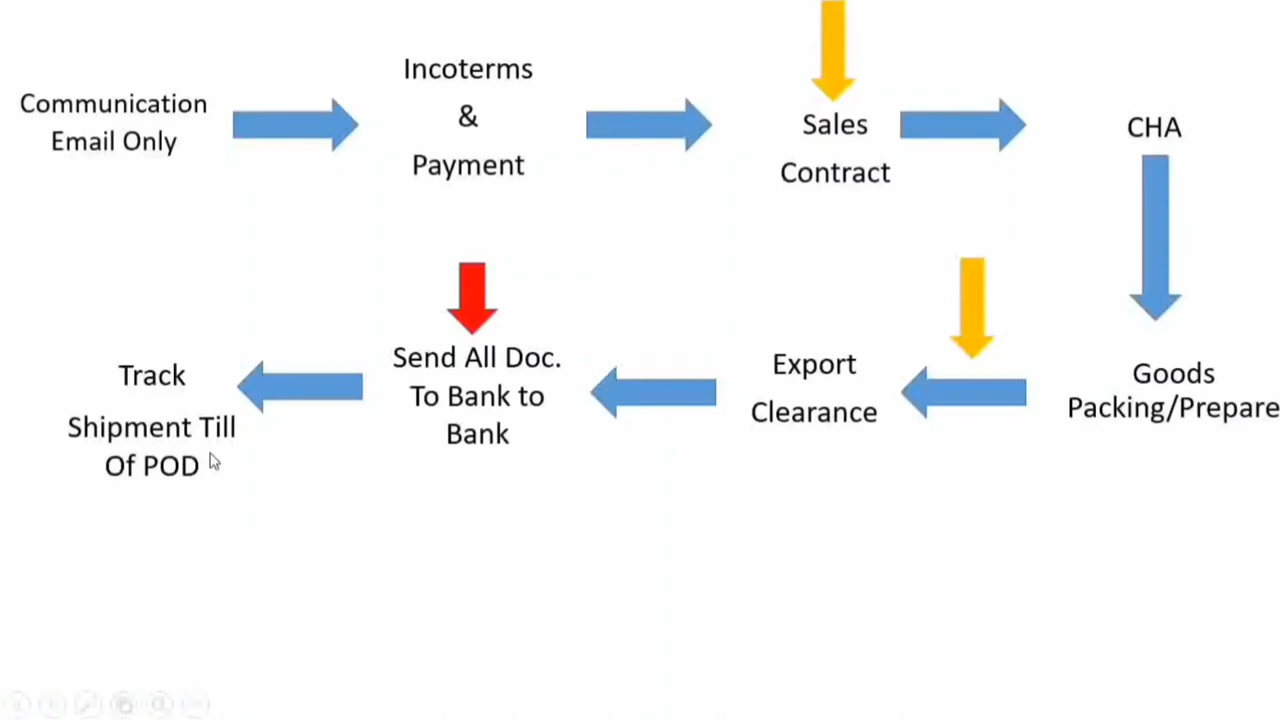 Communication
Email Only
Incoterms
&
Payment
Sales
Contract
CHA
Goods
Packing/Prepare
Export
Clearance
Send All Doc.
To Bank to
Bank
Track
Shipment Till
Of POD